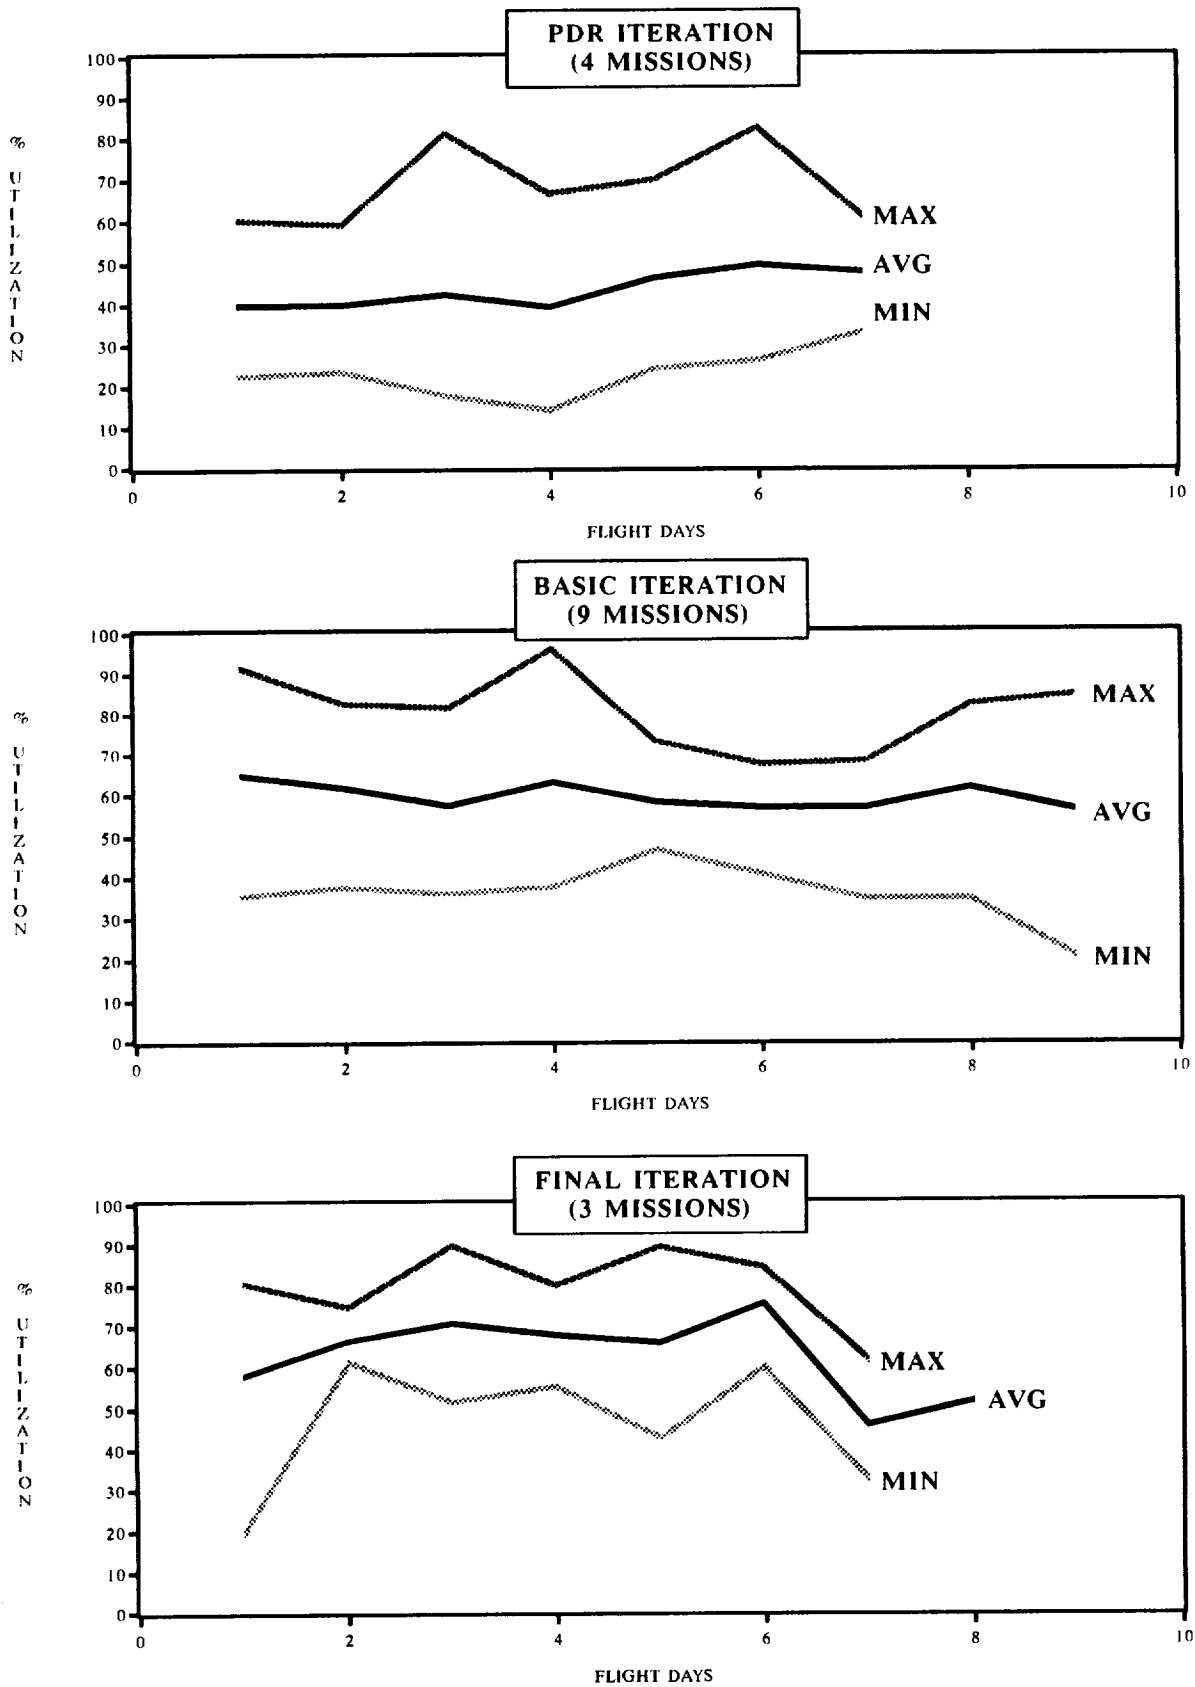 PDR ITERATION
(4 MISSIONS)
100
90
80
70
60
50
40
30
20
10
0
% UTILIZATION
MAX
AVG
MIN
0 2 4 6 8 10
FLIGHT DAYS
BASIC ITERATION
(9 MISSIONS)
100
90
80
70
60
50
40
30
20
10
0
% UTILIZATION
MAX
AVG
MIN
0 2 4 6 8 10
FLIGHT DAYS
FINAL ITERATION
(3 MISSIONS)
100
90
80
70
60
50
40
30
20
10
0
% UTILIZATION
MAX
AVG
MIN
0 2 4 6 8 10
FLIGHT DAYS